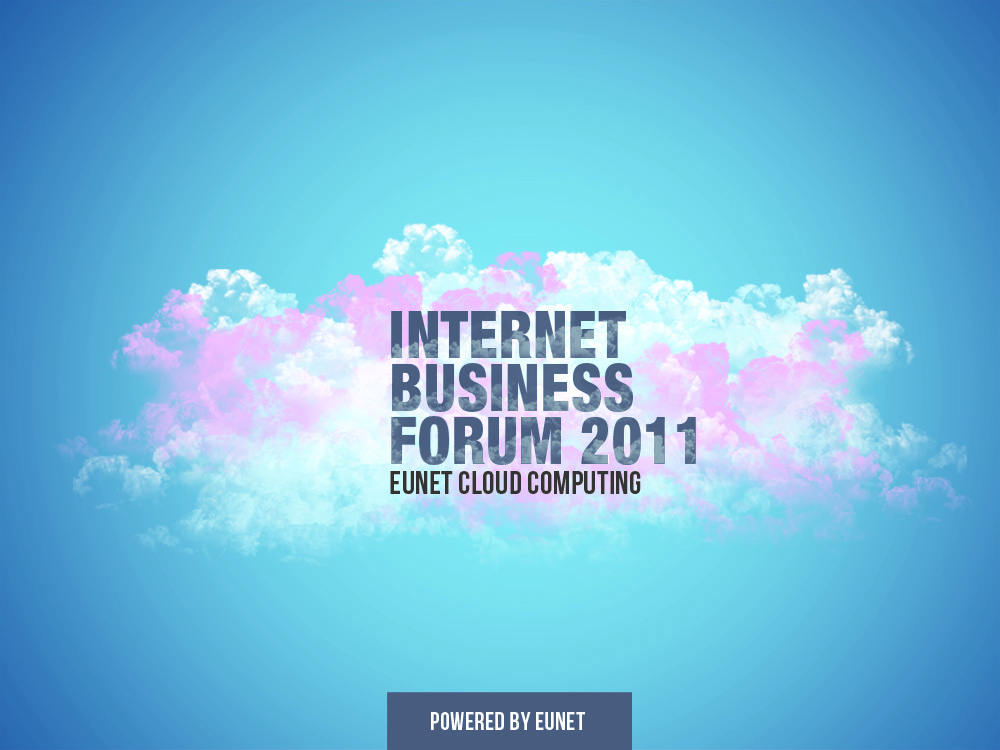 INTERNET
BUSINESS
FORUM 2011
EUNET CLOUD COMPUTING
POWERED BY EUNET